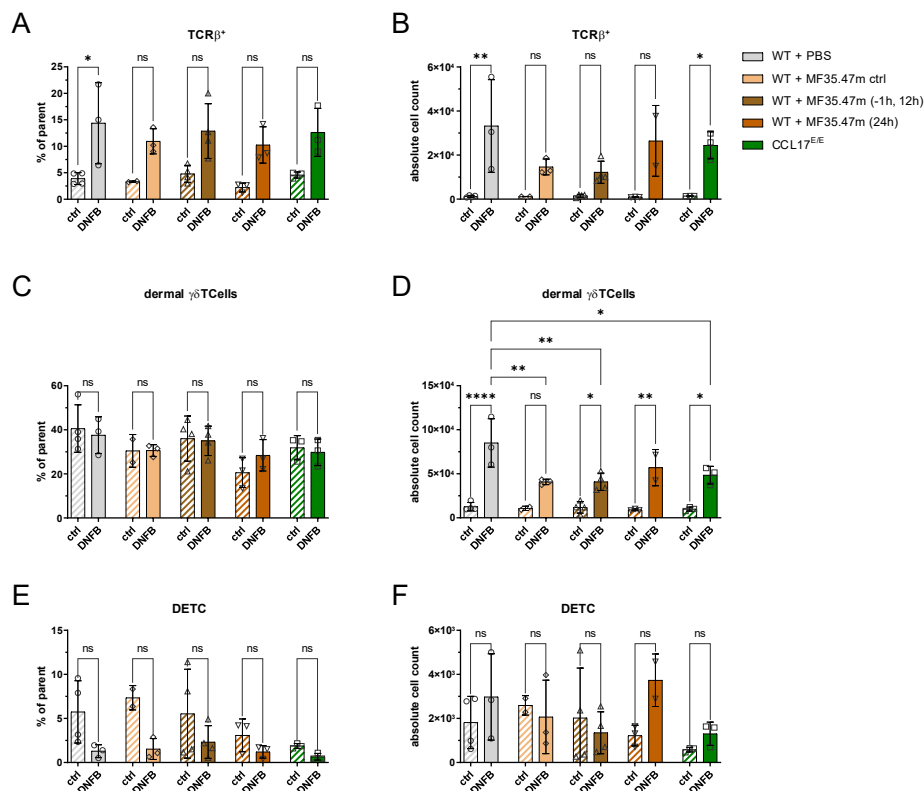 A
TCRβ⁺
% of parent
25
20
15
10
5
0
* ns ns ns ns
ctrl DNFB ctrl DNFB ctrl DNFB ctrl DNFB ctrl DNFB
B
TCRβ⁺
absolute cell count
6×10⁴
4×10⁴
2×10⁴
0
** ns ns ns *
ctrl DNFB ctrl DNFB ctrl DNFB ctrl DNFB ctrl DNFB
WT + PBS
WT + MF35.47m ctrl
WT + MF35.47m (-1h, 12h)
WT + MF35.47m (24h)
CCL17ᴱ/ᴱ
C
dermal γδTCells
% of parent
60
40
20
0
ns ns ns ns ns
ctrl DNFB ctrl DNFB ctrl DNFB ctrl DNFB ctrl DNFB
D
dermal γδTCells
absolute cell count
15×10⁴
10×10⁴
5×10⁴
0
*
**
**
**** ns * ** *
ctrl DNFB ctrl DNFB ctrl DNFB ctrl DNFB ctrl DNFB
E
DETC
% of parent
15
10
5
0
ns ns ns ns ns
ctrl DNFB ctrl DNFB ctrl DNFB ctrl DNFB ctrl DNFB
F
DETC
absolute cell count
6×10³
4×10³
2×10³
0
ns ns ns ns ns
ctrl DNFB ctrl DNFB ctrl DNFB ctrl DNFB ctrl DNFB